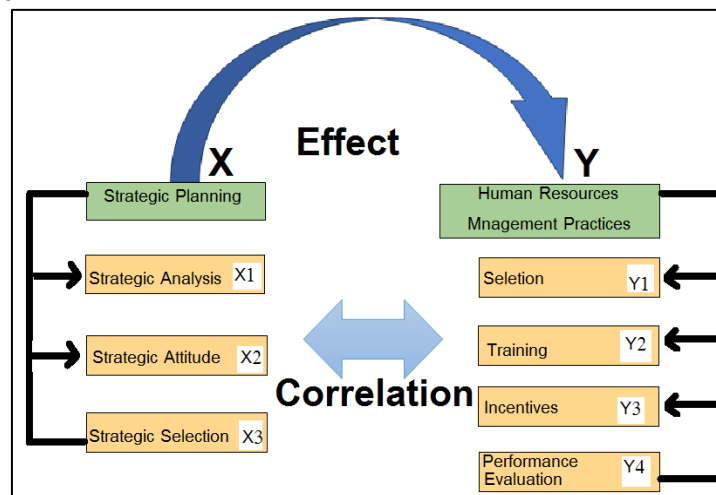 Effect
X
Y
Strategic Planning
Human Resources
Mnagement Practices
Strategic Analysis X1
Seletion Y1
Strategic Attitude X2
Training Y2
Correlation
Strategic Selection X3
Incentives Y3
Performance
Evaluation Y4